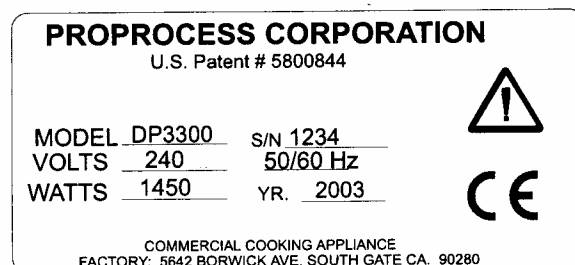 PROPROCESS CORPORATION
U.S. Patent # 5800844
MODEL DP3300 S/N 1234
VOLTS 240 50/60 Hz
WATTS 1450 YR. 2003
CE
COMMERCIAL COOKING APPLIANCE
FACTORY: 5642 BORWICK AVE, SOUTH GATE CA. 90280